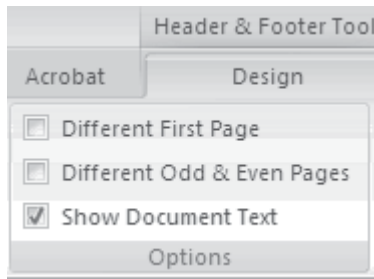 Header & Footer Tool
Acrobat Design
Different First Page
Different Odd & Even Pages
Show Document Text
Options